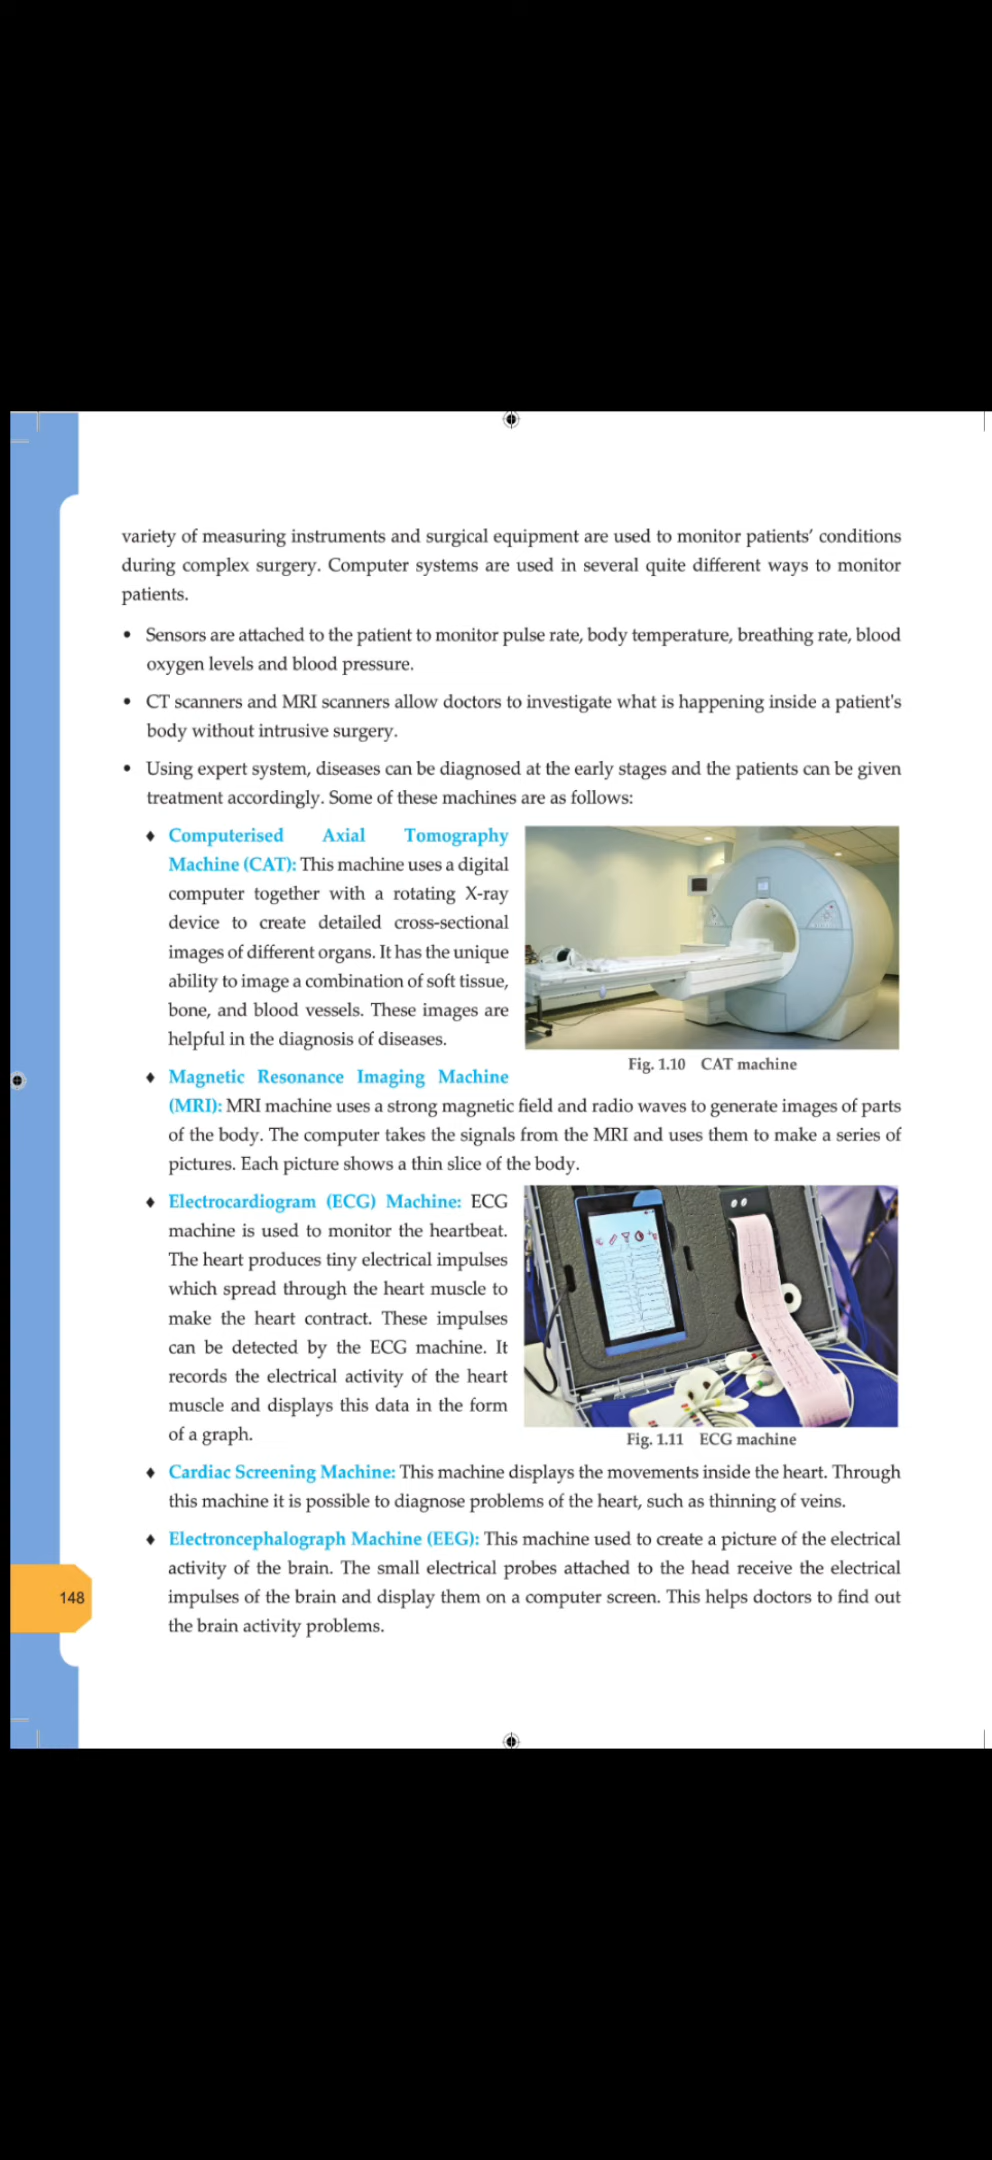 variety of measuring instruments and surgical equipment are used to monitor patients’ conditions
during complex surgery. Computer systems are used in several quite different ways to monitor
patients.
• Sensors are attached to the patient to monitor pulse rate, body temperature, breathing rate, blood
oxygen levels and blood pressure.
• CT scanners and MRI scanners allow doctors to investigate what is happening inside a patient's
body without intrusive surgery.
• Using expert system, diseases can be diagnosed at the early stages and the patients can be given
treatment accordingly. Some of these machines are as follows:
♦ Computerised Axial Tomography
Machine (CAT): This machine uses a digital
computer together with a rotating X-ray
device to create detailed cross-sectional
images of different organs. It has the unique
ability to image a combination of soft tissue,
bone, and blood vessels. These images are
helpful in the diagnosis of diseases.
Fig. 1.10 CAT machine
♦ Magnetic Resonance Imaging Machine
(MRI): MRI machine uses a strong magnetic field and radio waves to generate images of parts
of the body. The computer takes the signals from the MRI and uses them to make a series of
pictures. Each picture shows a thin slice of the body.
♦ Electrocardiogram (ECG) Machine: ECG
machine is used to monitor the heartbeat.
The heart produces tiny electrical impulses
which spread through the heart muscle to
make the heart contract. These impulses
can be detected by the ECG machine. It
records the electrical activity of the heart
muscle and displays this data in the form
of a graph.
Fig. 1.11 ECG machine
♦ Cardiac Screening Machine: This machine displays the movements inside the heart. Through
this machine it is possible to diagnose problems of the heart, such as thinning of veins.
♦ Electroncephalograph Machine (EEG): This machine used to create a picture of the electrical
activity of the brain. The small electrical probes attached to the head receive the electrical
impulses of the brain and display them on a computer screen. This helps doctors to find out
the brain activity problems.
148